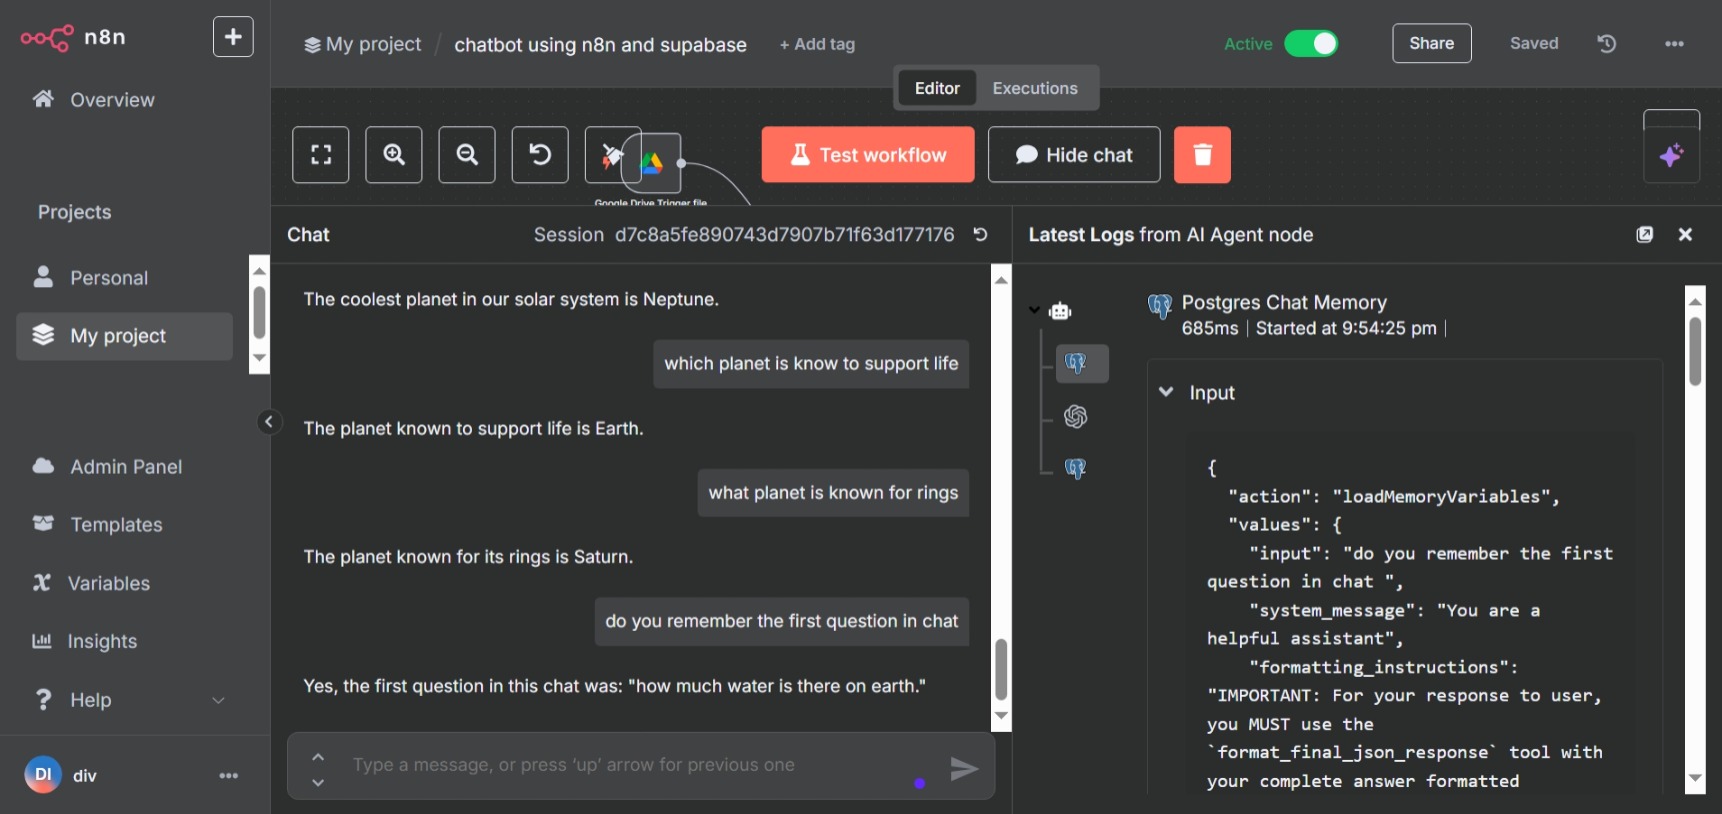 n8n
+
My project / chatbot using n8n and supabase + Add tag
Active
Share
Saved
Editor
Executions
Overview
Projects
Personal
My project
Admin Panel
Templates
Variables
Insights
Help
DI
div
Google Drive Trigger file
Test workflow
Hide chat
Chat
Session d7c8a5fe890743d7907b71f63d177176
The coolest planet in our solar system is Neptune.
which planet is know to support life
The planet known to support life is Earth.
what planet is known for rings
The planet known for its rings is Saturn.
do you remember the first question in chat
Yes, the first question in this chat was: "how much water is there on earth."
Type a message, or press ‘up’ arrow for previous one
Latest Logs from AI Agent node
Postgres Chat Memory
685ms | Started at 9:54:25 pm |
Input
{
"action": "loadMemoryVariables",
"values": {
"input": "do you remember the first
question in chat ",
"system_message": "You are a
helpful assistant",
"formatting_instructions":
"IMPORTANT: For your response to user,
you MUST use the
`format_final_json_response` tool with
your complete answer formatted